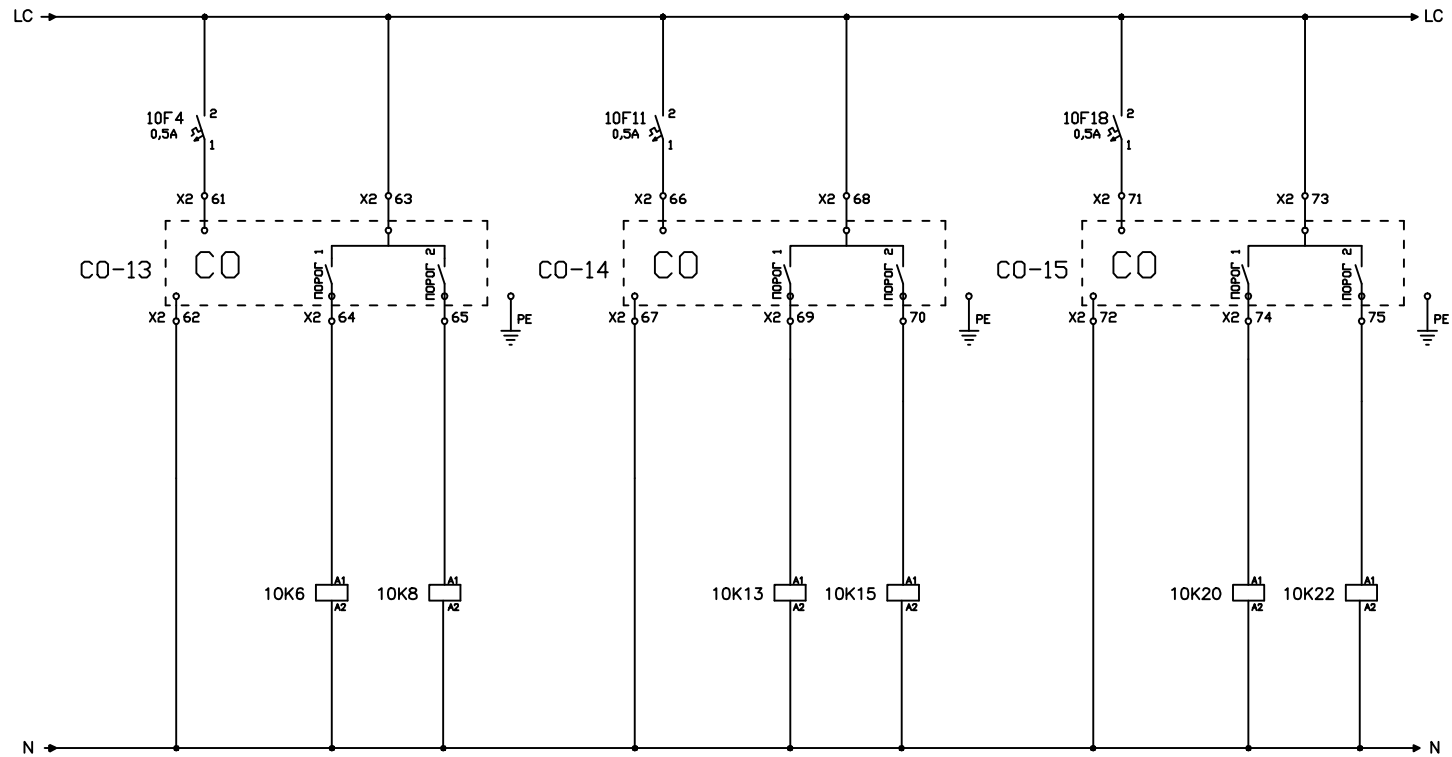 LC LC
10F4 2 10F11 2 10F18 2
0,5A 1 0,5A 1 0,5A 1
X2 61 X2 63 X2 66 X2 68 X2 71 X2 73
CO-13 CO ПОРОГ 1 ПОРОГ 2 CO-14 CO ПОРОГ 1 ПОРОГ 2 CO-15 CO ПОРОГ 1 ПОРОГ 2
X2 62 X2 64 65 PE X2 67 X2 69 70 PE X2 72 X2 74 75 PE
A1 A1 A1 A1 A1 A1
10K6 10K8 10K13 10K15 10K20 10K22
A2 A2 A2 A2 A2 A2
N N